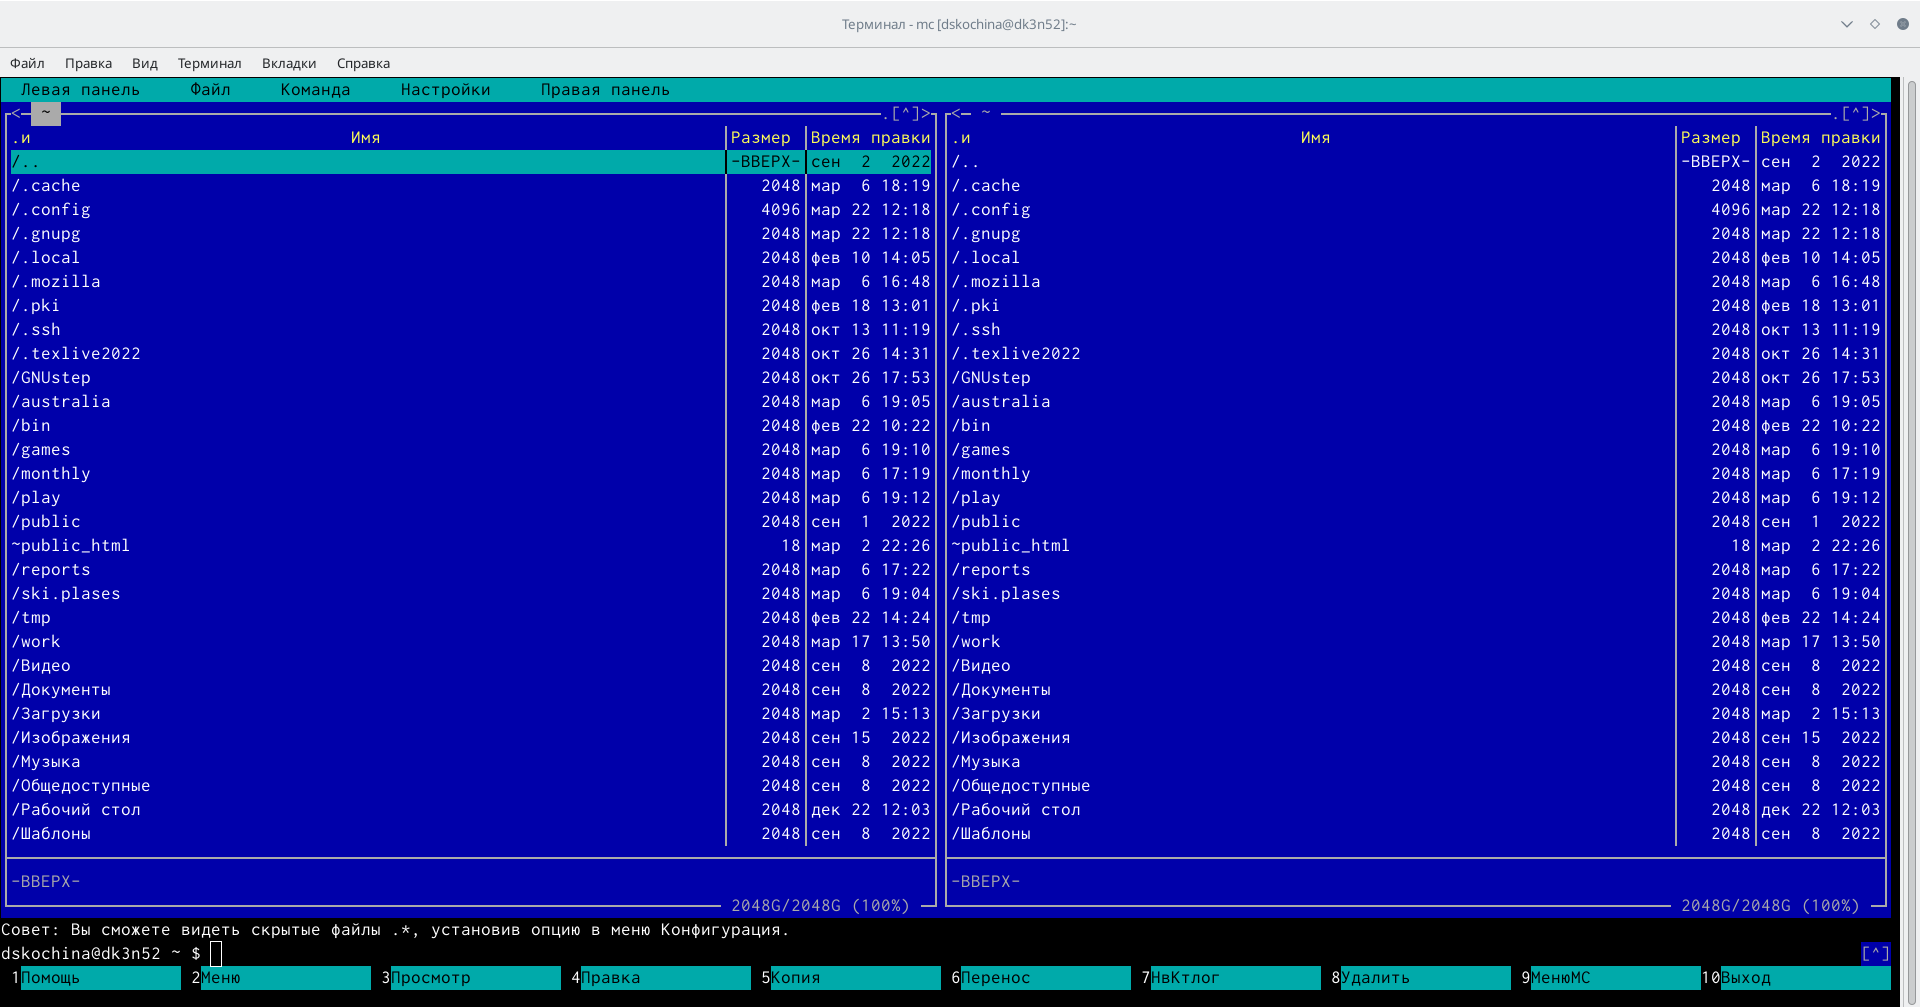 Терминал - mc [dskochina@dk3n52]:~
Файл Правка Вид Терминал Вкладки Справка
Левая панель Файл Команда Настройки Правая панель
<─ ~ .[^]> <─ ~ .[^]>
.и Имя Размер Время правки .и Имя Размер Время правки
/.. -ВВЕРХ- сен 2 2022 /.. -ВВЕРХ- сен 2 2022
/.cache 2048 мар 6 18:19 /.cache 2048 мар 6 18:19
/.config 4096 мар 22 12:18 /.config 4096 мар 22 12:18
/.gnupg 2048 мар 22 12:18 /.gnupg 2048 мар 22 12:18
/.local 2048 фев 10 14:05 /.local 2048 фев 10 14:05
/.mozilla 2048 мар 6 16:48 /.mozilla 2048 мар 6 16:48
/.pki 2048 фев 18 13:01 /.pki 2048 фев 18 13:01
/.ssh 2048 окт 13 11:19 /.ssh 2048 окт 13 11:19
/.texlive2022 2048 окт 26 14:31 /.texlive2022 2048 окт 26 14:31
/GNUstep 2048 окт 26 17:53 /GNUstep 2048 окт 26 17:53
/australia 2048 мар 6 19:05 /australia 2048 мар 6 19:05
/bin 2048 фев 22 10:22 /bin 2048 фев 22 10:22
/games 2048 мар 6 19:10 /games 2048 мар 6 19:10
/monthly 2048 мар 6 17:19 /monthly 2048 мар 6 17:19
/play 2048 мар 6 19:12 /play 2048 мар 6 19:12
/public 2048 сен 1 2022 /public 2048 сен 1 2022
~public_html 18 мар 2 22:26 ~public_html 18 мар 2 22:26
/reports 2048 мар 6 17:22 /reports 2048 мар 6 17:22
/ski.plases 2048 мар 6 19:04 /ski.plases 2048 мар 6 19:04
/tmp 2048 фев 22 14:24 /tmp 2048 фев 22 14:24
/work 2048 мар 17 13:50 /work 2048 мар 17 13:50
/Видео 2048 сен 8 2022 /Видео 2048 сен 8 2022
/Документы 2048 сен 8 2022 /Документы 2048 сен 8 2022
/Загрузки 2048 мар 2 15:13 /Загрузки 2048 мар 2 15:13
/Изображения 2048 сен 15 2022 /Изображения 2048 сен 15 2022
/Музыка 2048 сен 8 2022 /Музыка 2048 сен 8 2022
/Общедоступные 2048 сен 8 2022 /Общедоступные 2048 сен 8 2022
/Рабочий стол 2048 дек 22 12:03 /Рабочий стол 2048 дек 22 12:03
/Шаблоны 2048 сен 8 2022 /Шаблоны 2048 сен 8 2022
-ВВЕРХ- -ВВЕРХ-
2048G/2048G (100%) 2048G/2048G (100%)
Совет: Вы сможете видеть скрытые файлы .*, установив опцию в меню Конфигурация.
dskochina@dk3n52 ~ $ [^]
1Помощь 2Меню 3Просмотр 4Правка 5Копия 6Перенос 7НвКтлог 8Удалить 9МенюMC 10Выход